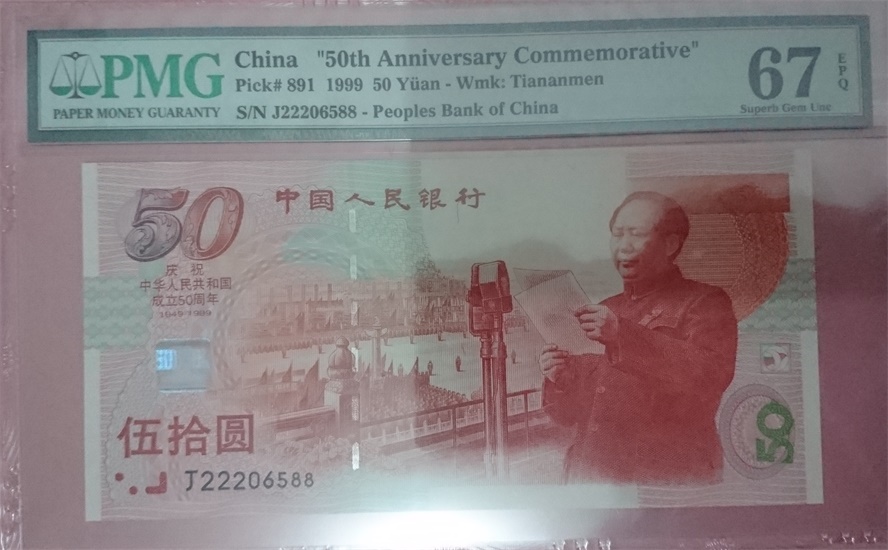 PMG
PAPER MONEY GUARANTY
China "50th Anniversary Commemorative"
Pick# 891 1999 50 Yüan - Wmk: Tiananmen
S/N J22206588 - Peoples Bank of China
67
EPQ
Superb Gem Unc
50
中国人民银行
庆祝
中华人民共和国
成立50周年
1949-1999
伍拾圆
J22206588
50